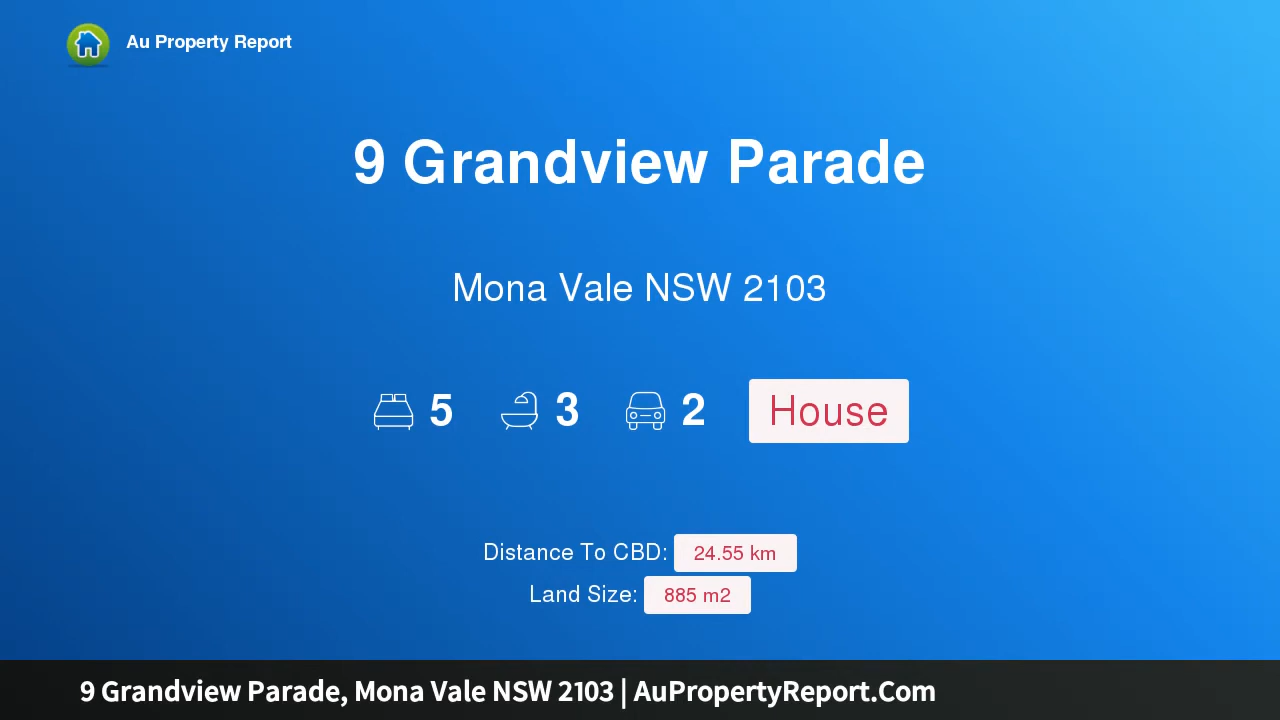 Au Property Report
9 Grandview Parade
Mona Vale NSW 2103
5 3 2 House
Distance To CBD: 24.55 km
Land Size: 885 m2
9 Grandview Parade, Mona Vale NSW 2103 | AuPropertyReport.Com